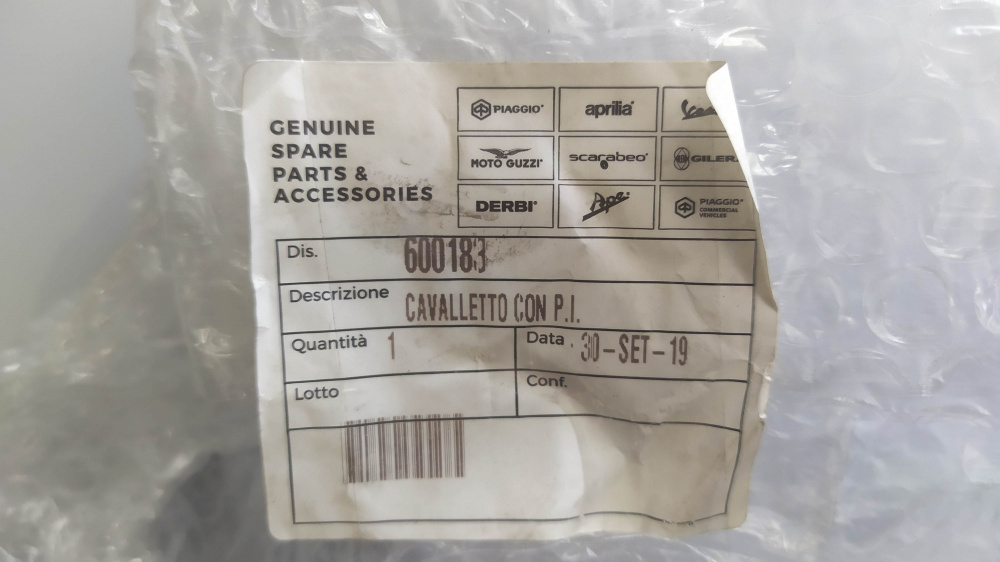 GENUINE
SPARE
PARTS &
ACCESSORIES
PIAGGIO aprilia
MOTO GUZZI scarabeo
DERBI Ape PIAGGIO
COMMERCIAL
VEHICLES
Dis. 600183
Descrizione CAVALLETTO CON P.I.
Quantità 1 Data 30-SET-19
Lotto Conf.